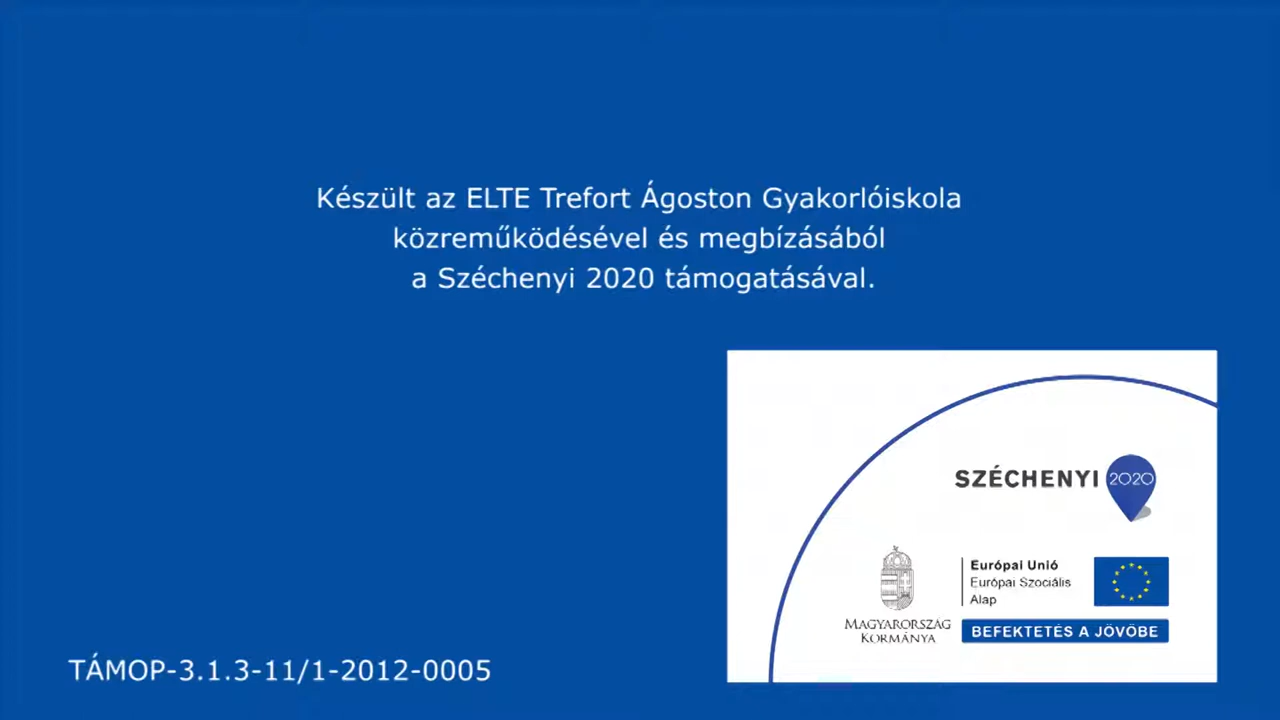 Készült az ELTE Trefort Ágoston Gyakorlóiskola
közreműködésével és megbízásából
a Széchenyi 2020 támogatásával.
SZÉCHENYI 2020
Európai Unió
Európai Szociális
Alap
MAGYARORSZÁG
KORMÁNYA
BEFEKTETÉS A JÖVŐBE
TÁMOP-3.1.3-11/1-2012-0005